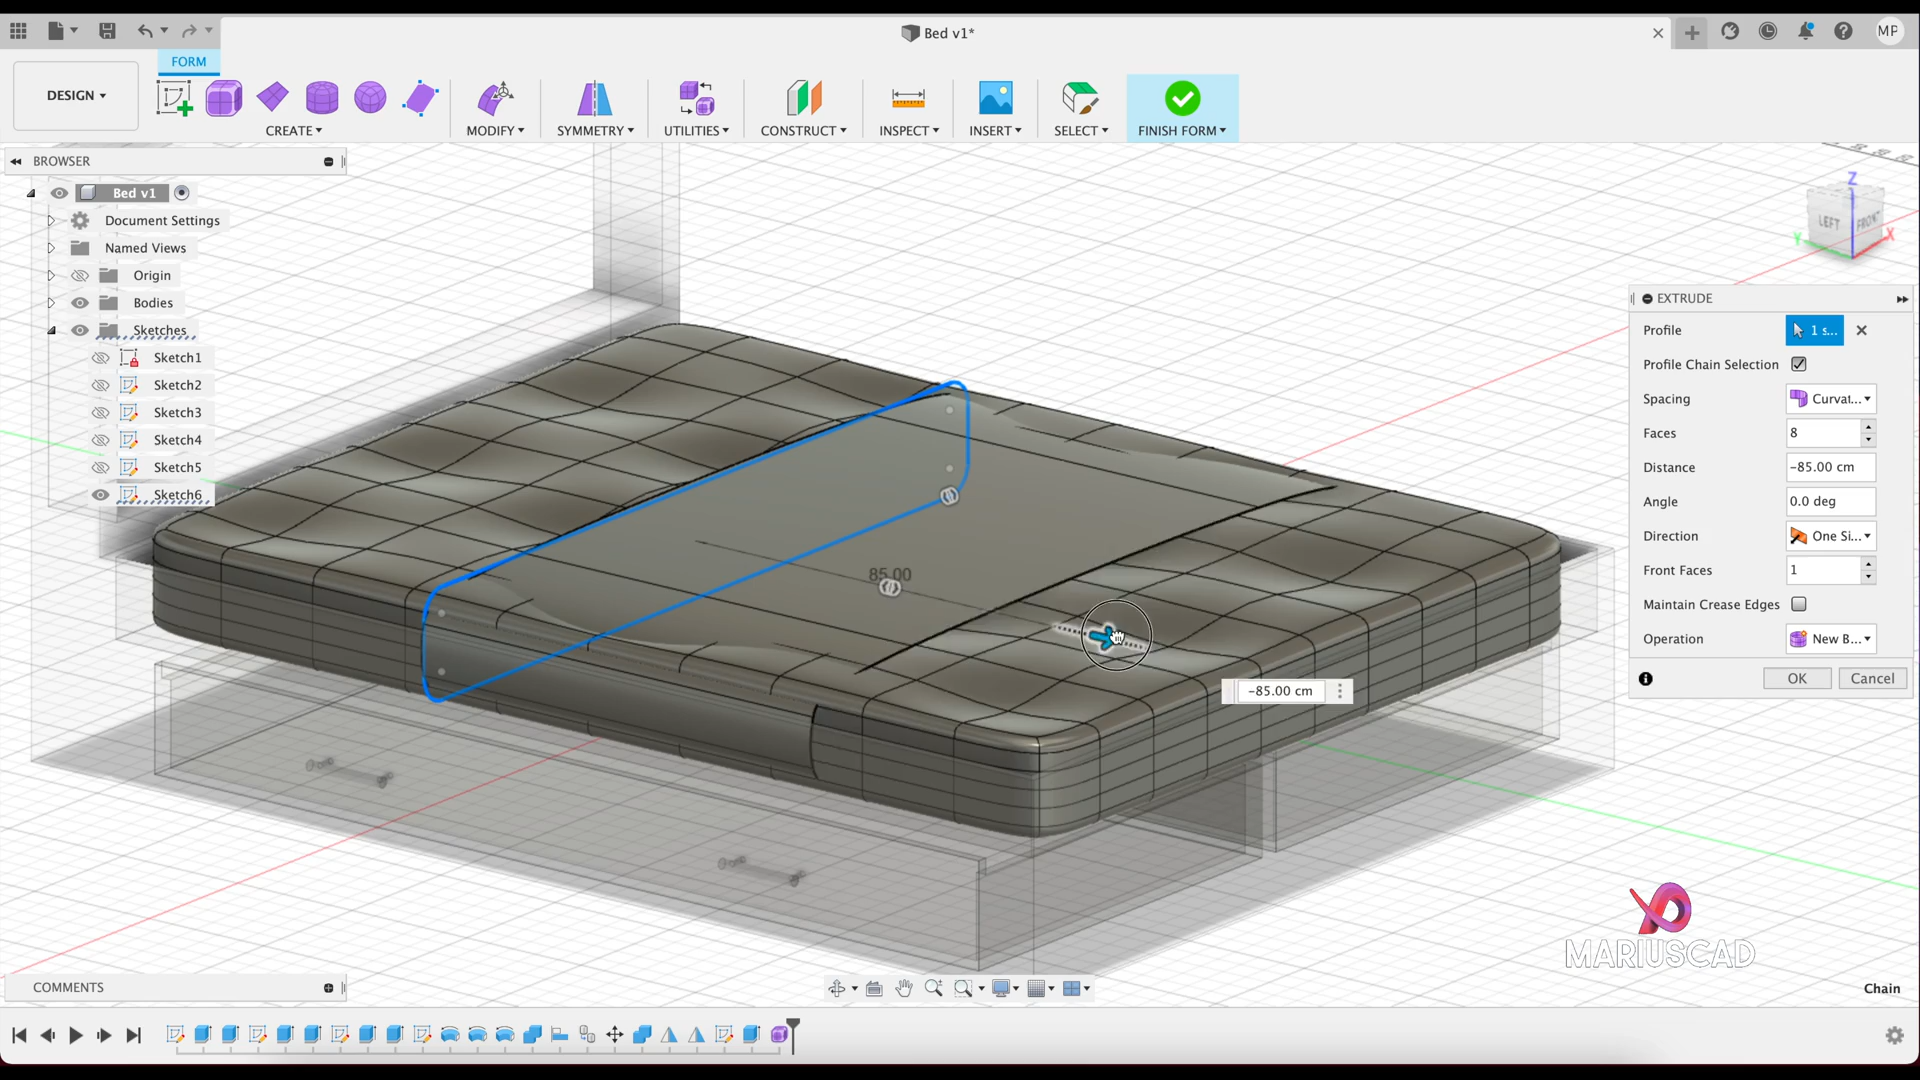 Bed v1*
MP
FORM
DESIGN
CREATE
MODIFY
SYMMETRY
UTILITIES
CONSTRUCT
INSPECT
INSERT
SELECT
FINISH FORM
BROWSER
Bed v1
Document Settings
Named Views
Origin
Bodies
Sketches
Sketch1
Sketch2
Sketch3
Sketch4
Sketch5
Sketch6
Z
LEFT
FRONT
Y
X
EXTRUDE
Profile
1 s...
Profile Chain Selection
Spacing
Curvat...
Faces
8
Distance
-85.00 cm
Angle
0.0 deg
Direction
One Si...
Front Faces
1
Maintain Crease Edges
Operation
New B...
OK
Cancel
85.00
-85.00 cm
MARIUSCAD
COMMENTS
Chain